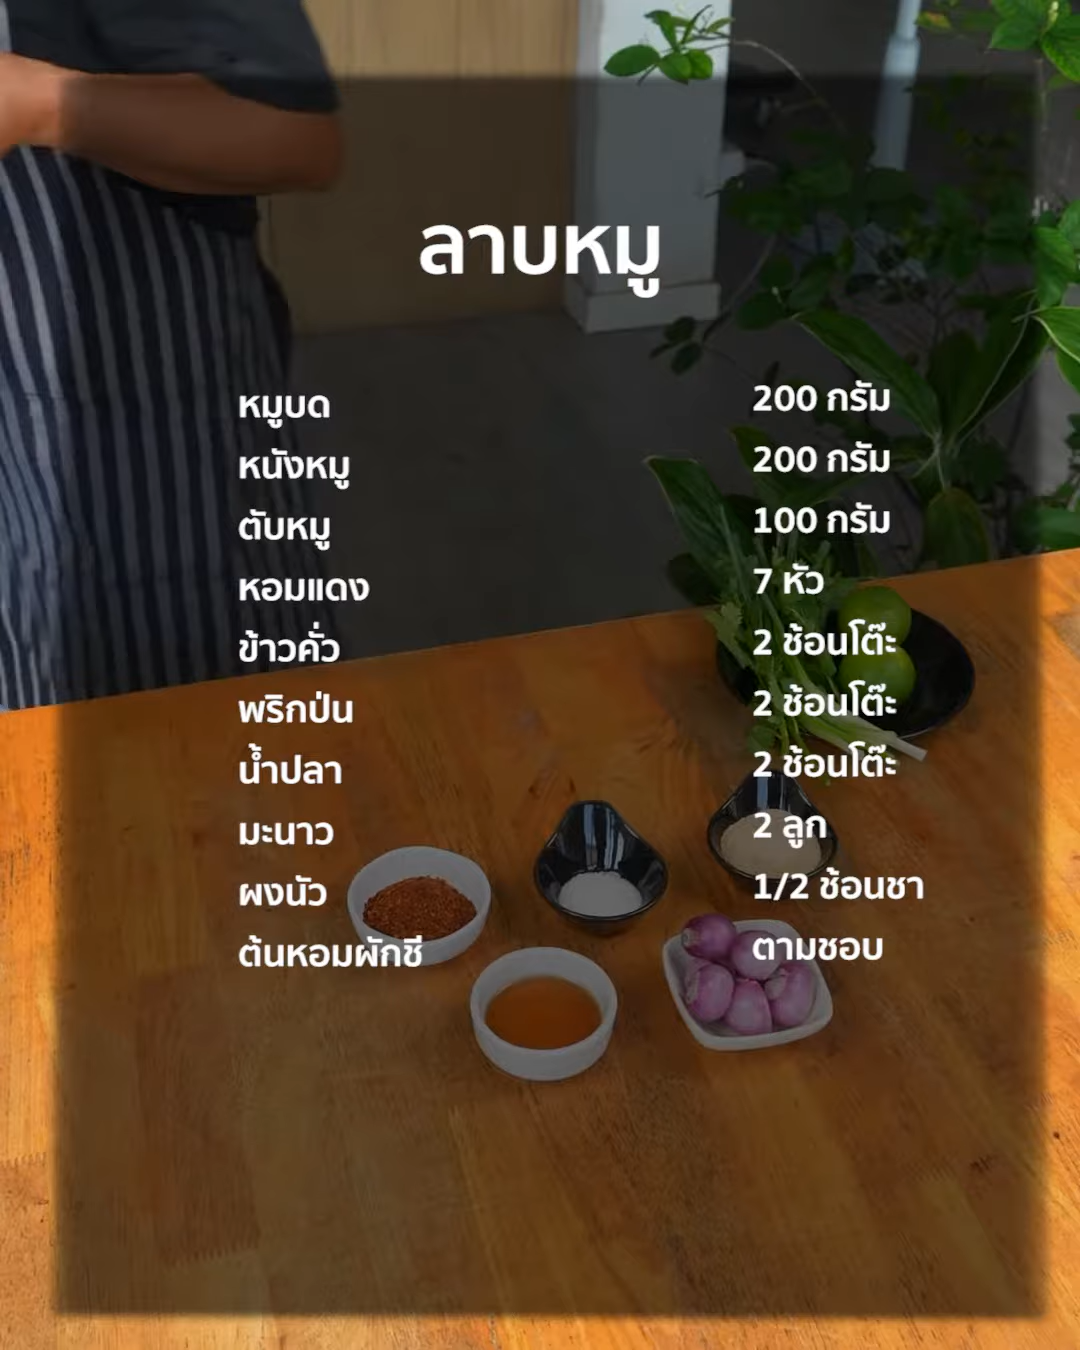 ลาบหมู
หมูบด 200 กรัม
หนังหมู 200 กรัม
ตับหมู 100 กรัม
หอมแดง 7 หัว
ข้าวคั่ว 2 ช้อนโต๊ะ
พริกป่น 2 ช้อนโต๊ะ
น้ำปลา 2 ช้อนโต๊ะ
มะนาว 2 ลูก
ผงนัว 1/2 ช้อนชา
ต้นหอมผักชี ตามชอบ